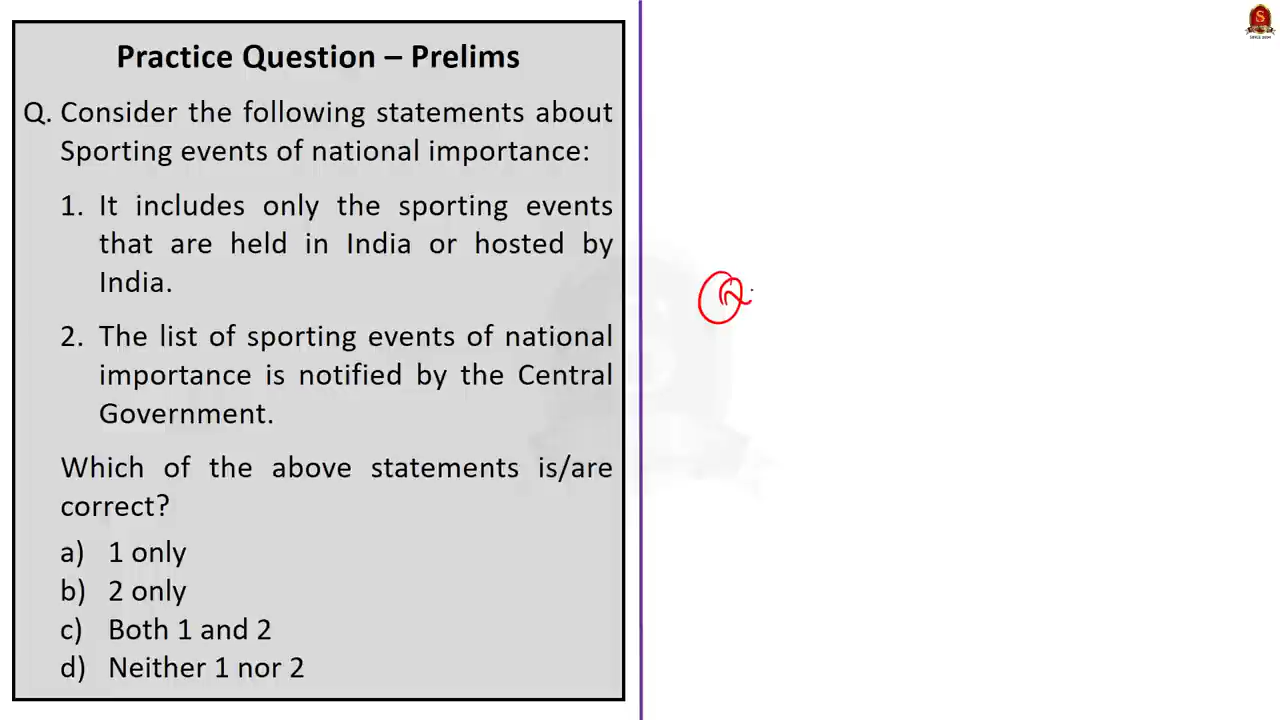 Practice Question – Prelims
Q. Consider the following statements about
Sporting events of national importance:
1. It includes only the sporting events
that are held in India or hosted by
India.
2. The list of sporting events of national
importance is notified by the Central
Government.
Which of the above statements is/are
correct?
a) 1 only
b) 2 only
c) Both 1 and 2
d) Neither 1 nor 2